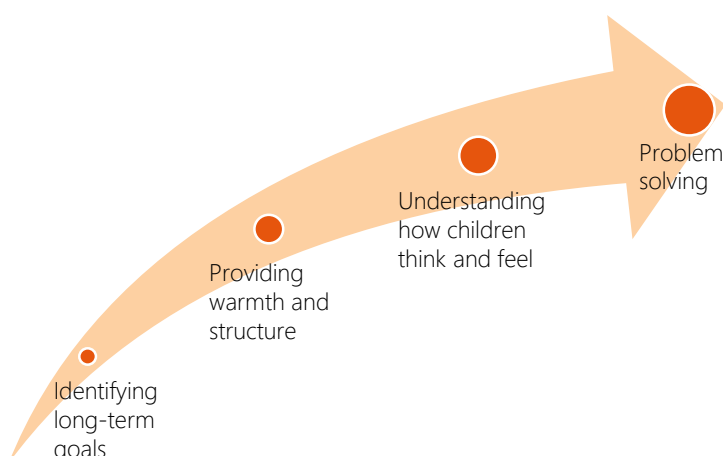 Identifying
long-term
goals
Providing
warmth and
structure
Understanding
how children
think and feel
Problem
solving